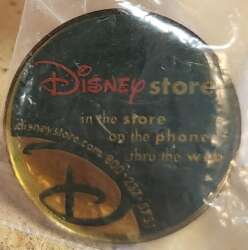 Disney store
in the store
on the phone
thru the web
disneystore.com
D